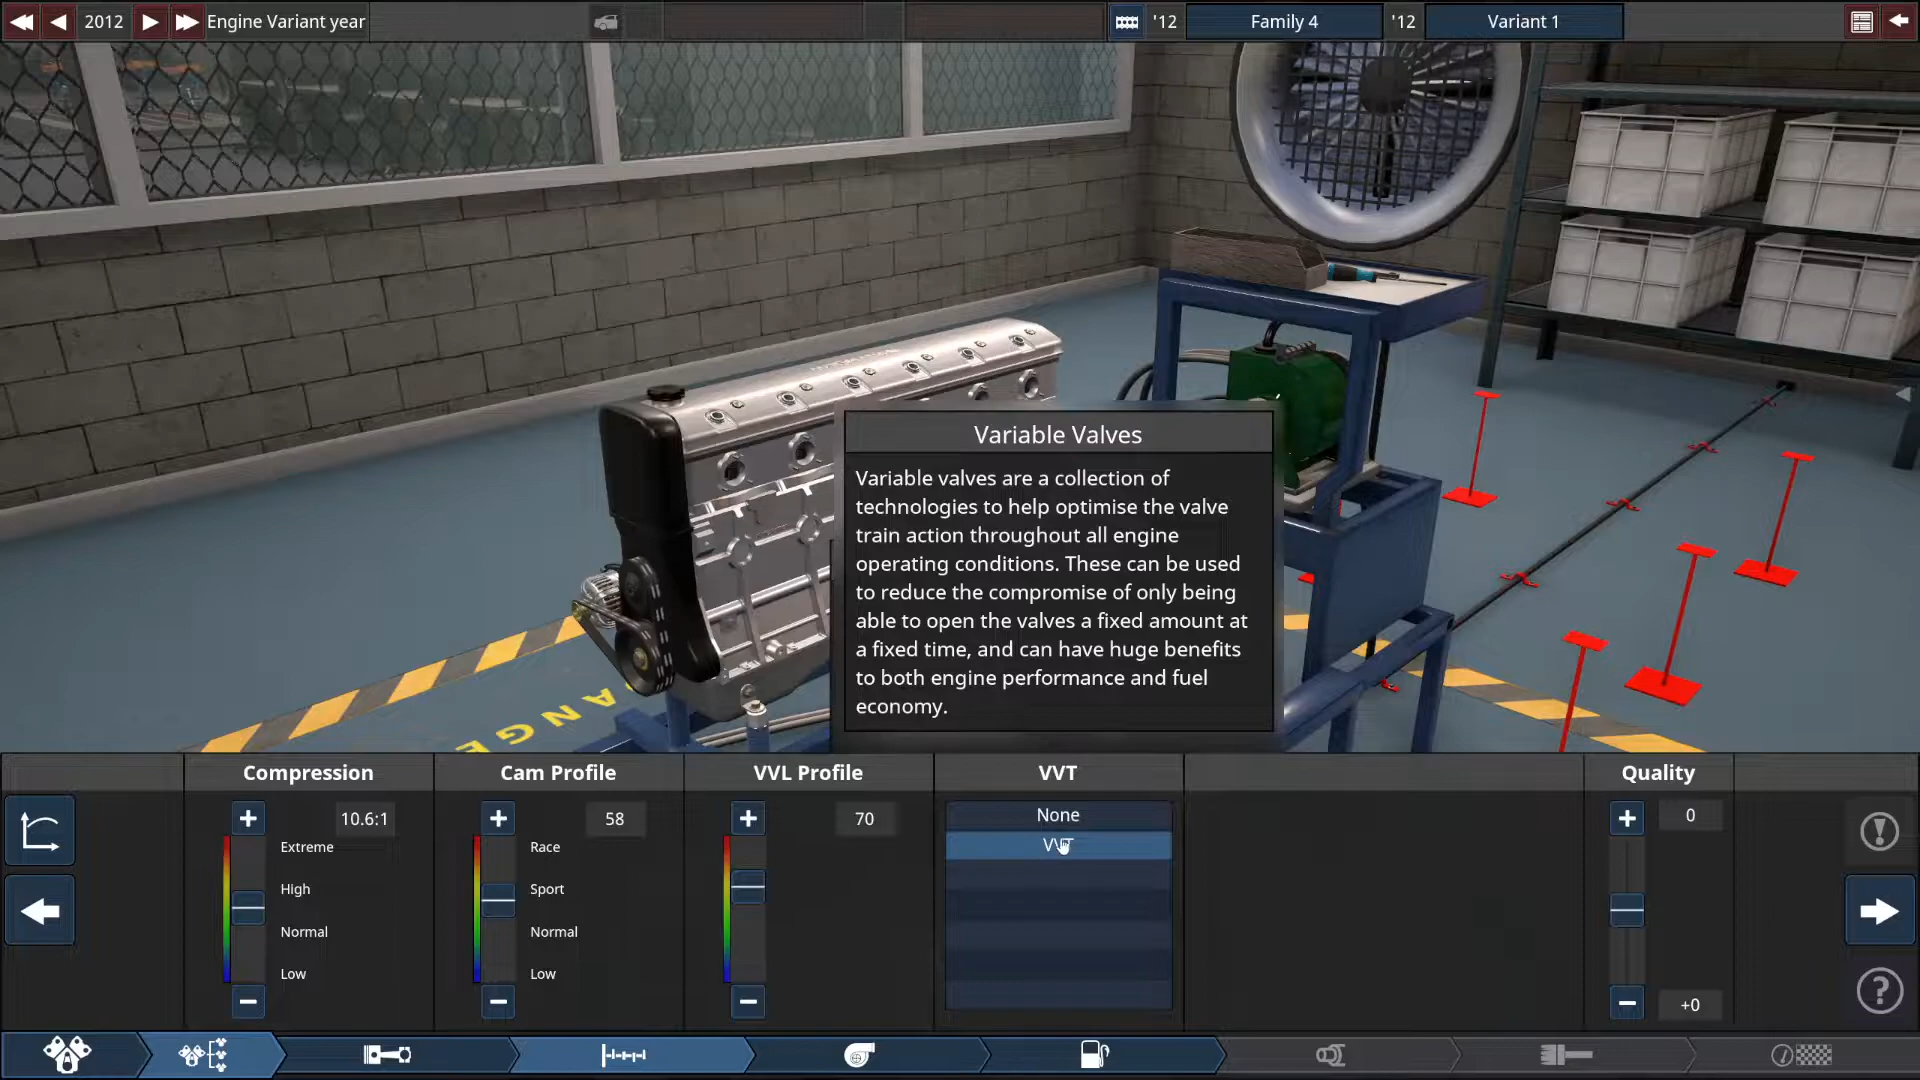 2012 Engine Variant year '12 Family 4 '12 Variant 1
Variable Valves
Variable valves are a collection of
technologies to help optimise the valve
train action throughout all engine
operating conditions. These can be used
to reduce the compromise of only being
able to open the valves a fixed amount at
a fixed time, and can have huge benefits
to both engine performance and fuel
economy.
DANGE
Compression
10.6:1
Extreme
High
Normal
Low
Cam Profile
58
Race
Sport
Normal
Low
VVL Profile
70
VVT
None
VVT
Quality
0
+0